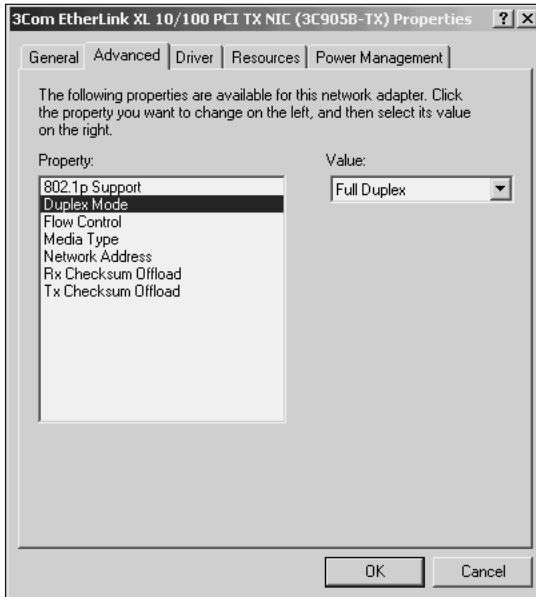 3Com EtherLink XL 10/100 PCI TX NIC (3C905B-TX) Properties
General Advanced Driver Resources Power Management
The following properties are available for this network adapter. Click
the property you want to change on the left, and then select its value
on the right.
Property:
Value:
802.1p Support
Duplex Mode
Flow Control
Media Type
Network Address
Rx Checksum Offload
Tx Checksum Offload
Full Duplex
OK
Cancel